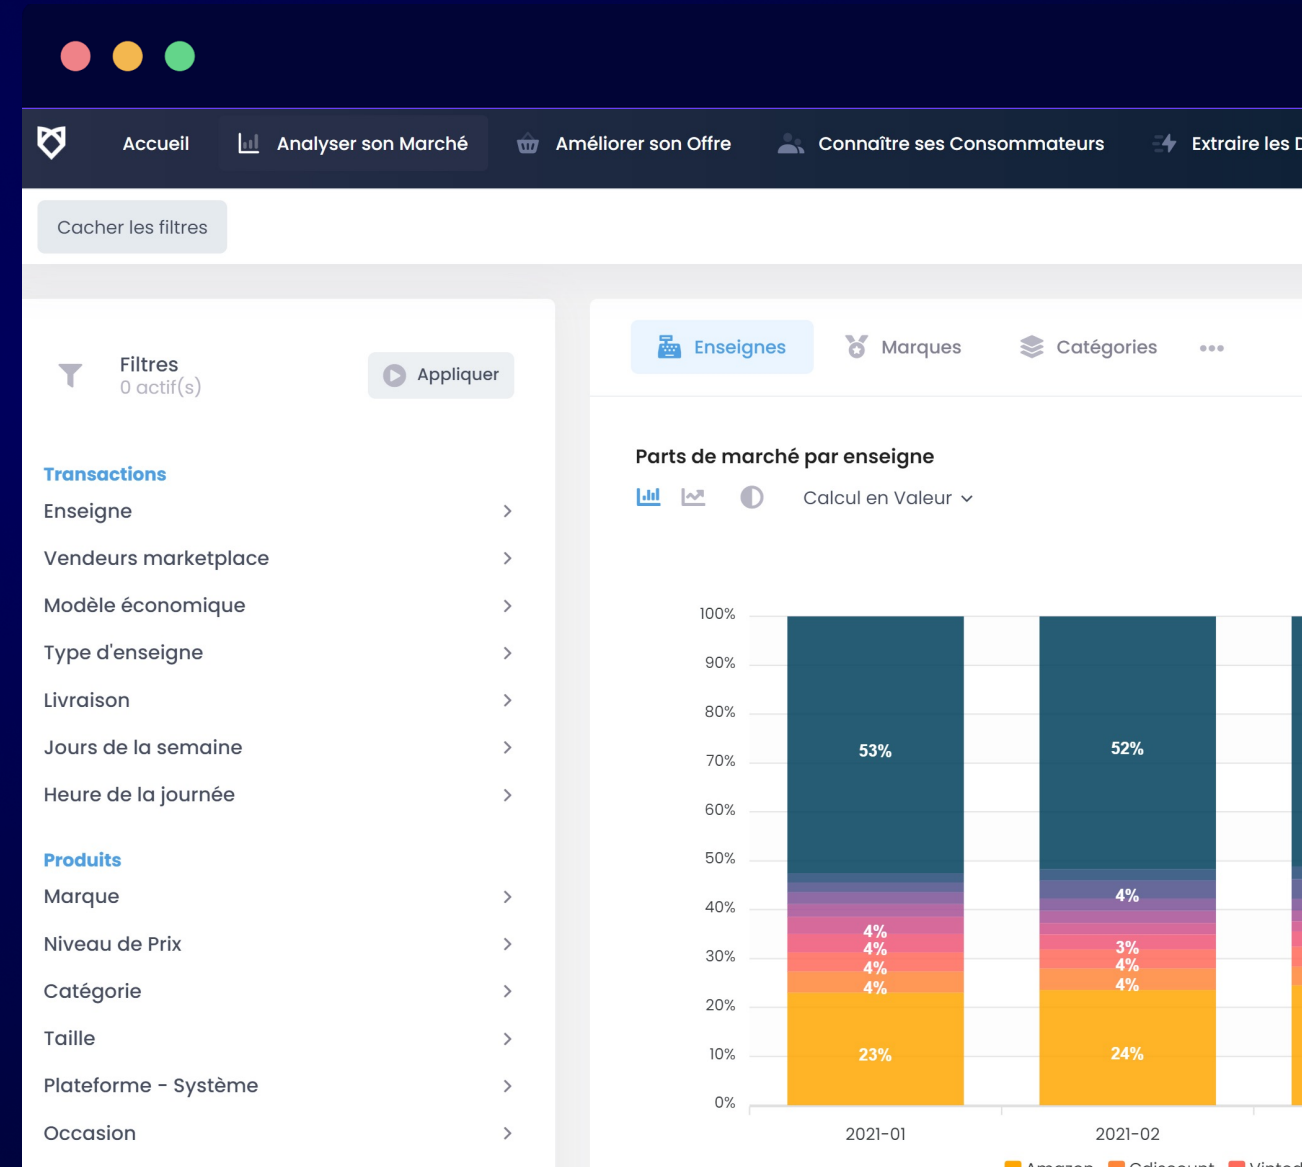 Accueil
Analyser son Marché
Améliorer son Offre
Connaître ses Consommateurs
Extraire les
Cacher les filtres
Filtres
0 actif(s)
Appliquer
Transactions
Enseigne
Vendeurs marketplace
Modèle économique
Type d'enseigne
Livraison
Jours de la semaine
Heure de la journée
Produits
Marque
Niveau de Prix
Catégorie
Taille
Plateforme - Système
Occasion
Enseignes
Marques
Catégories
Parts de marché par enseigne
Calcul en Valeur
100%
90%
80%
70%
60%
50%
40%
30%
20%
10%
0%
53%
4%
4%
4%
4%
23%
52%
4%
3%
4%
4%
24%
2021-01
2021-02
Amazon
Cdiscount